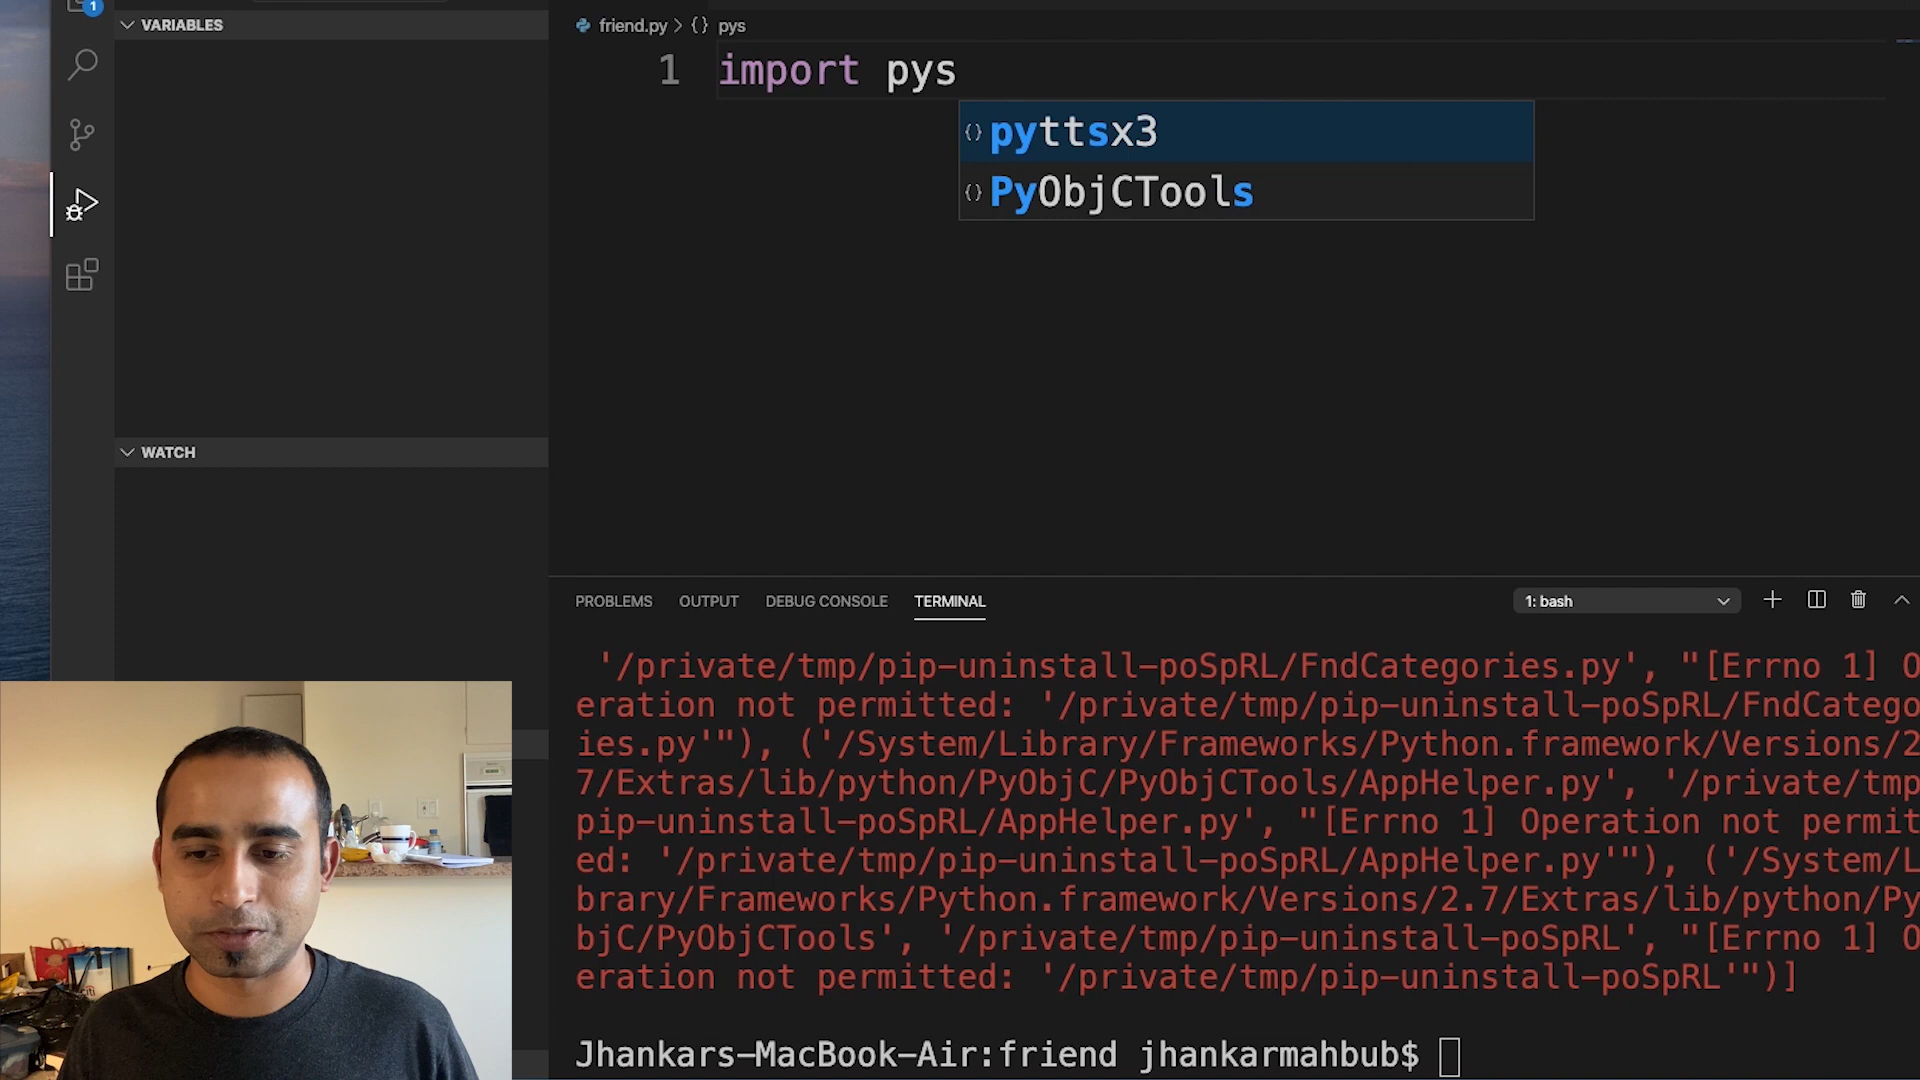 1
VARIABLES
friend.py > {} pys
1 import pys
{} pyttsx3
{} PyObjCTools
WATCH
PROBLEMS OUTPUT DEBUG CONSOLE TERMINAL 1: bash
'/private/tmp/pip-uninstall-poSpRL/FndCategories.py', "[Errno 1] O
eration not permitted: '/private/tmp/pip-uninstall-poSpRL/FndCatego
ies.py'"), ('/System/Library/Frameworks/Python.framework/Versions/2
7/Extras/lib/python/PyObjC/PyObjCTools/AppHelper.py', '/private/tmp
pip-uninstall-poSpRL/AppHelper.py', "[Errno 1] Operation not permit
ed: '/private/tmp/pip-uninstall-poSpRL/AppHelper.py'"), ('/System/L
brary/Frameworks/Python.framework/Versions/2.7/Extras/lib/python/Py
bjC/PyObjCTools', '/private/tmp/pip-uninstall-poSpRL', "[Errno 1] O
eration not permitted: '/private/tmp/pip-uninstall-poSpRL'")]
Jhankars-MacBook-Air:friend jhankarmahbub$